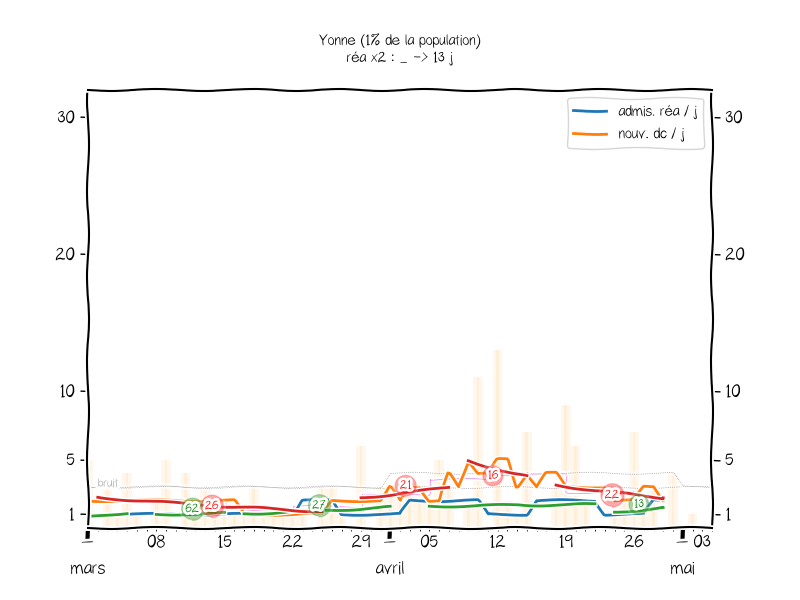 Yonne (1% de la population)
réa x2 : _ -> 13 j
admis. réa / j
nouv. dc / j
30 30
20 20
10 10
5 5
bruit
1 1
62 26 27 21 16 22 13
08 15 22 29 05 12 19 26 03
mars avril mai